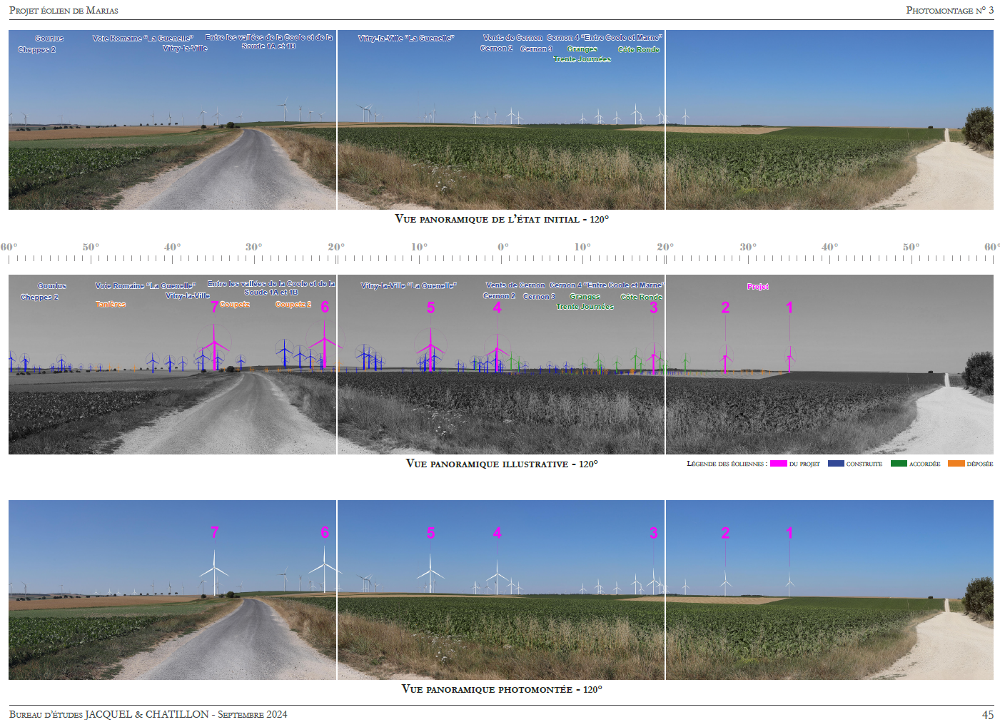 Projet éolien de Marias
Photomontage n° 3
Gourlus
Cheppes 2
Voie Romaine “La Guenelle”
Vitry-la-Ville
Entre les vallées de la Coole et de la
Soude 1A et 1B
Vitry-la-Ville “La Guenelle”
Vents de Cernon
Cernon 4 “Entre Coole et Marne”
Cernon 2
Cernon 3
Granges
Côte Ronde
Trente Journées
Vue panoramique de l’état initial - 120°
60° 50° 40° 30° 20° 10° 0° 10° 20° 30° 40° 50° 60°
Gourlus
Cheppes 2
Voie Romaine “La Guenelle”
Vitry-la-Ville
Tanières
Entre les vallées de la Coole et de la
Soude 1A et 1B
Coupetz
Coupetz 2
Vitry-la-Ville “La Guenelle”
Vents de Cernon
Cernon 4 “Entre Coole et Marne”
Cernon 2
Cernon 3
Granges
Côte Ronde
Trente Journées
Projet
7 6 5 4 3 2 1
Vue panoramique illustrative - 120°
Légende des éoliennes : du projet construite accordée déposée
7 6 5 4 3 2 1
Vue panoramique photomontée - 120°
Bureau d’études JACQUEL & CHATILLON - Septembre 2024
45